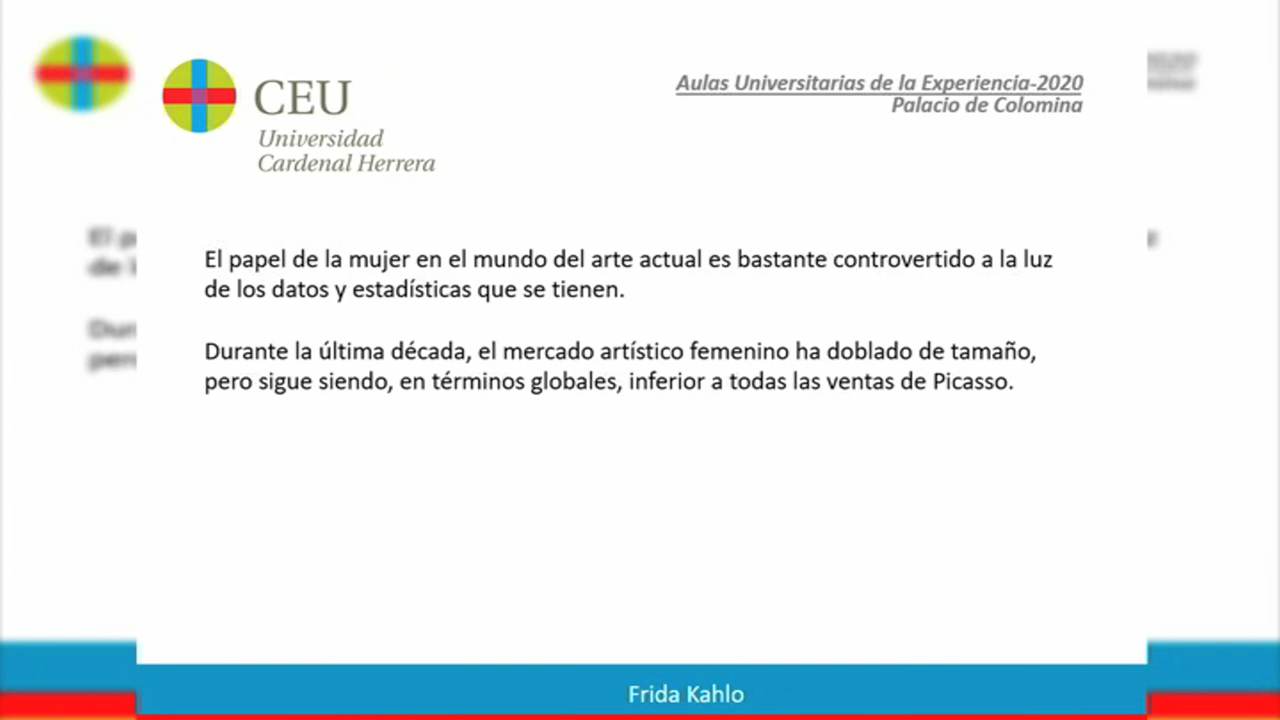 CEU
Universidad
Cardenal Herrera
Aulas Universitarias de la Experiencia-2020
Palacio de Colomina
El papel de la mujer en el mundo del arte actual es bastante controvertido a la luz
de los datos y estadísticas que se tienen.
Durante la última década, el mercado artístico femenino ha doblado de tamaño,
pero sigue siendo, en términos globales, inferior a todas las ventas de Picasso.
Frida Kahlo